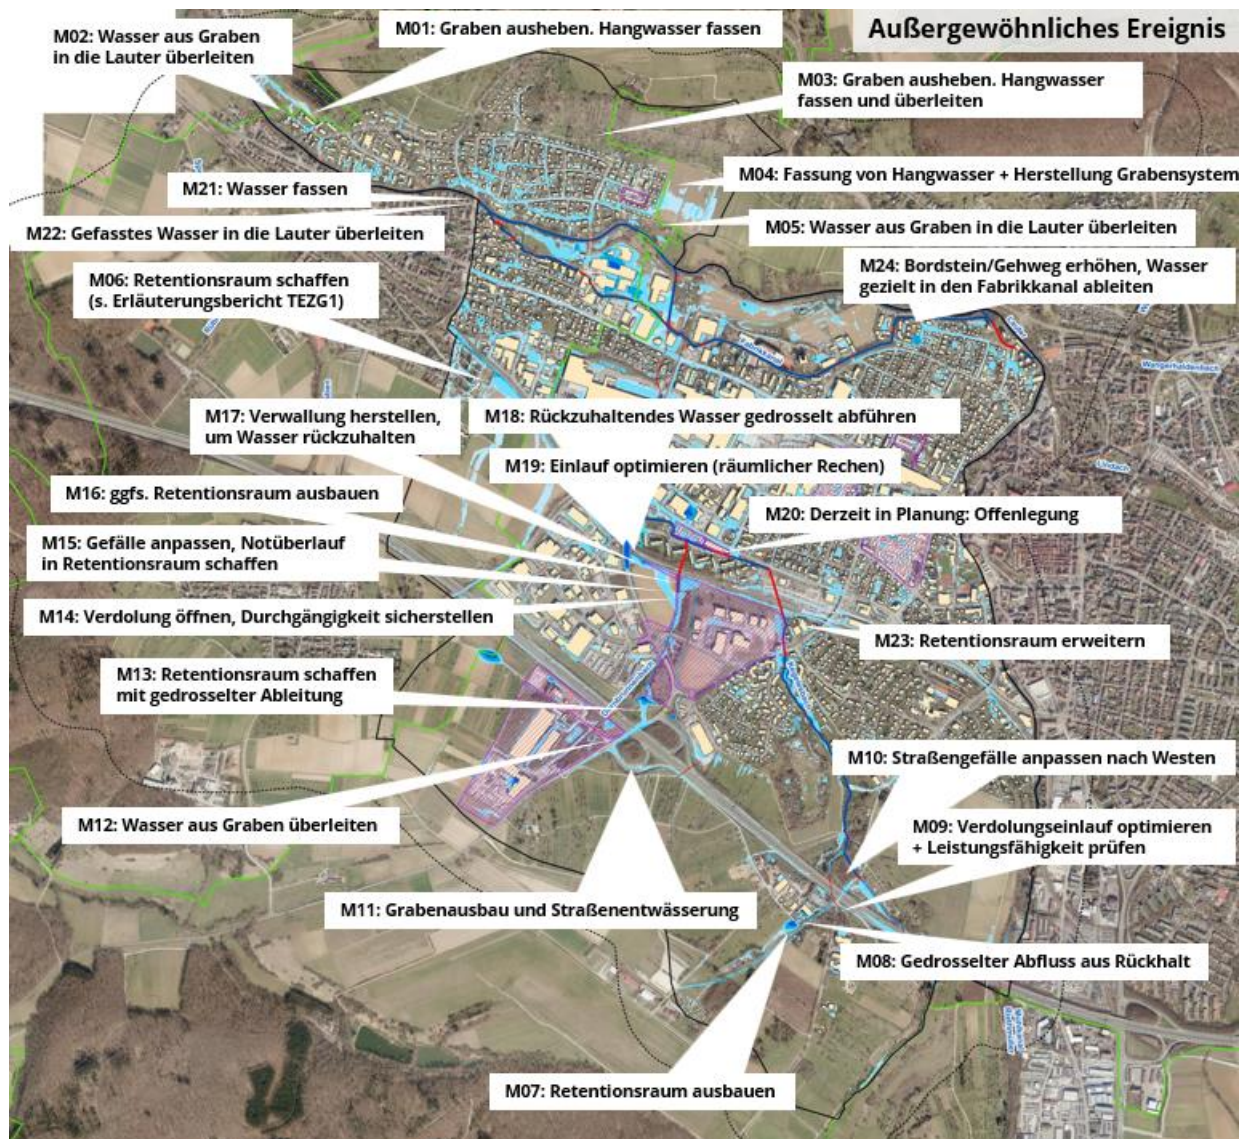 Außergewöhnliches Ereignis
M02: Wasser aus Graben
in die Lauter überleiten
M01: Graben ausheben. Hangwasser fassen
M03: Graben ausheben. Hangwasser
fassen und überleiten
M04: Fassung von Hangwasser + Herstellung Grabensystem
M21: Wasser fassen
M22: Gefasstes Wasser in die Lauter überleiten
M05: Wasser aus Graben in die Lauter überleiten
M06: Retentionsraum schaffen
(s. Erläuterungsbericht TEZG1)
M24: Bordstein/Gehweg erhöhen, Wasser
gezielt in den Fabrikkanal ableiten
Lauter
Fabrikkanal
Wangerhaldenbach
M17: Verwallung herstellen,
um Wasser rückzuhalten
M18: Rückzuhaltendes Wasser gedrosselt abführen
M19: Einlauf optimieren (räumlicher Rechen)
Lindach
M16: ggfs. Retentionsraum ausbauen
M20: Derzeit in Planung: Offenlegung
M15: Gefälle anpassen, Notüberlauf
in Retentionsraum schaffen
M14: Verdolung öffnen, Durchgängigkeit sicherstellen
M23: Retentionsraum erweitern
M13: Retentionsraum schaffen
mit gedrosselter Ableitung
M10: Straßengefälle anpassen nach Westen
M12: Wasser aus Graben überleiten
M09: Verdolungseinlauf optimieren
+ Leistungsfähigkeit prüfen
M11: Grabenausbau und Straßenentwässerung
M08: Gedrosselter Abfluss aus Rückhalt
M07: Retentionsraum ausbauen